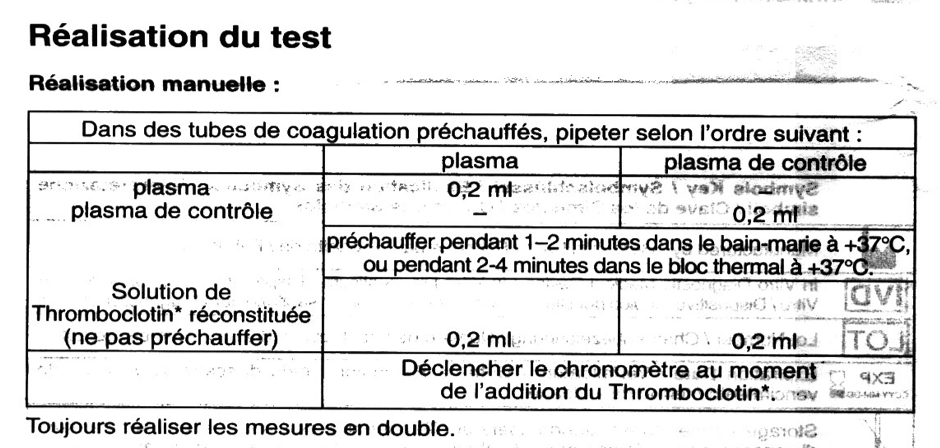 Réalisation du test
Réalisation manuelle :
Dans des tubes de coagulation préchauffés, pipeter selon l'ordre suivant :
plasma plasma de contrôle
plasma 0,2 ml
plasma de contrôle – 0,2 ml
préchauffer pendant 1–2 minutes dans le bain-marie à +37°C,
ou pendant 2-4 minutes dans le bloc thermal à +37°C.
Solution de
Thromboclotin* réconstituée
(ne pas préchauffer) 0,2 ml 0,2 ml
Déclencher le chronomètre au moment
de l'addition du Thromboclotin*.
Toujours réaliser les mesures en double.